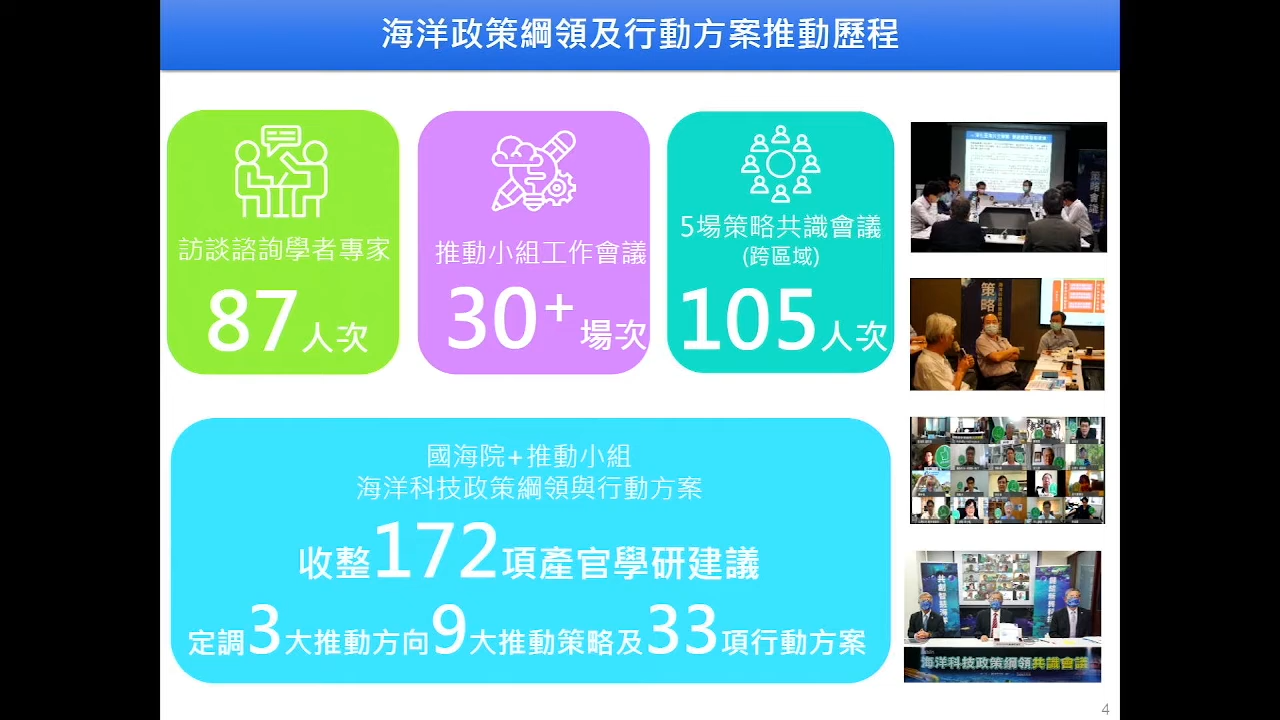 海洋政策綱領及行動方案推動歷程
訪談諮詢學者專家
87人次
推動小組工作會議
30+場次
5場策略共識會議
(跨區域)
105人次
國海院+推動小組
海洋科技政策綱領與行動方案
收整172項產官學研建議
定調3大推動方向9大推動策略及33項行動方案
策略會議
策略
海洋科技政策綱領共識會議
4